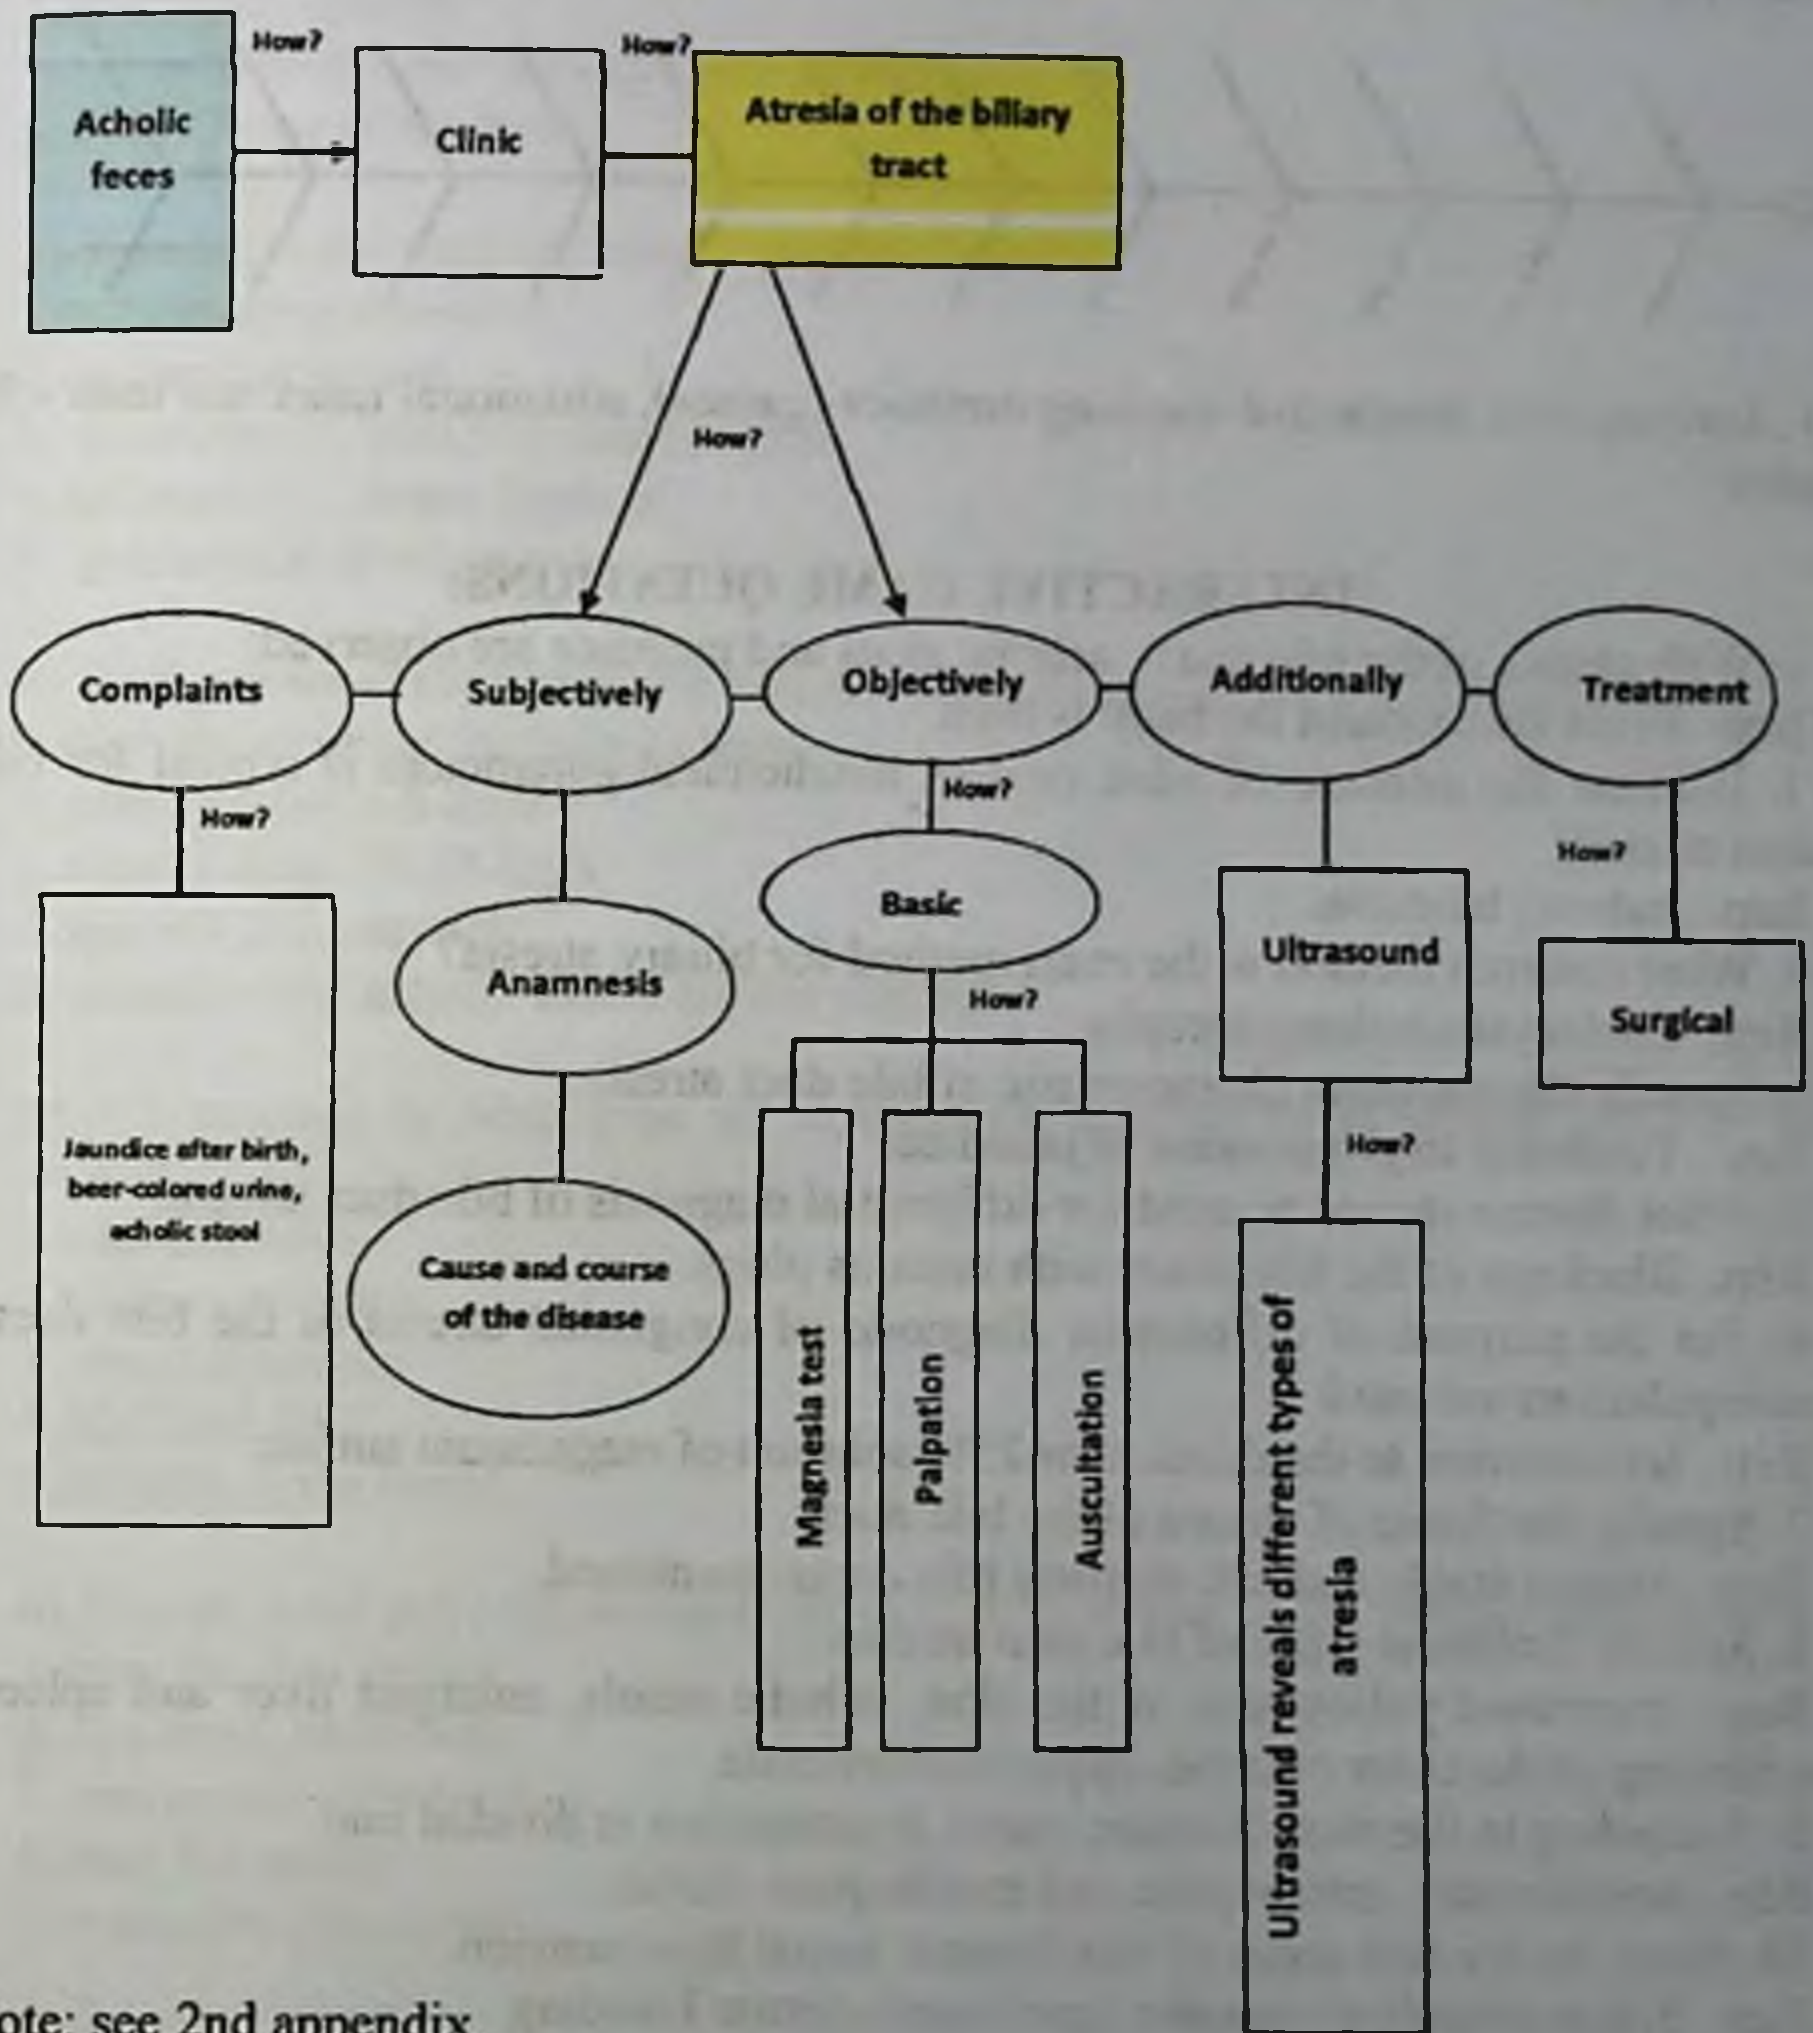 How?
How?
Acholic
feces
Clinic
Atresia of the biliary
tract
How?
Complaints
Subjectively
Objectively
Additionally
Treatment
How?
How?
How?
Basic
Ultrasound
Anamnesis
How?
Surgical
Jaundice after birth,
beer-colored urine,
acholic stool
How?
Cause and course
of the disease
Magnesia test
Palpation
Auscultation
Ultrasound reveals different types of
atresia
ote: see 2nd appendix